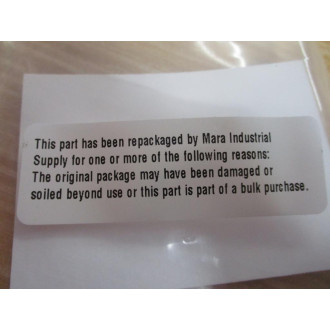 This part has been repackaged by Mara Industrial
Supply for one or more of the following reasons:
The original package may have been damaged or
soiled beyond use or this part is part of a bulk purchase.